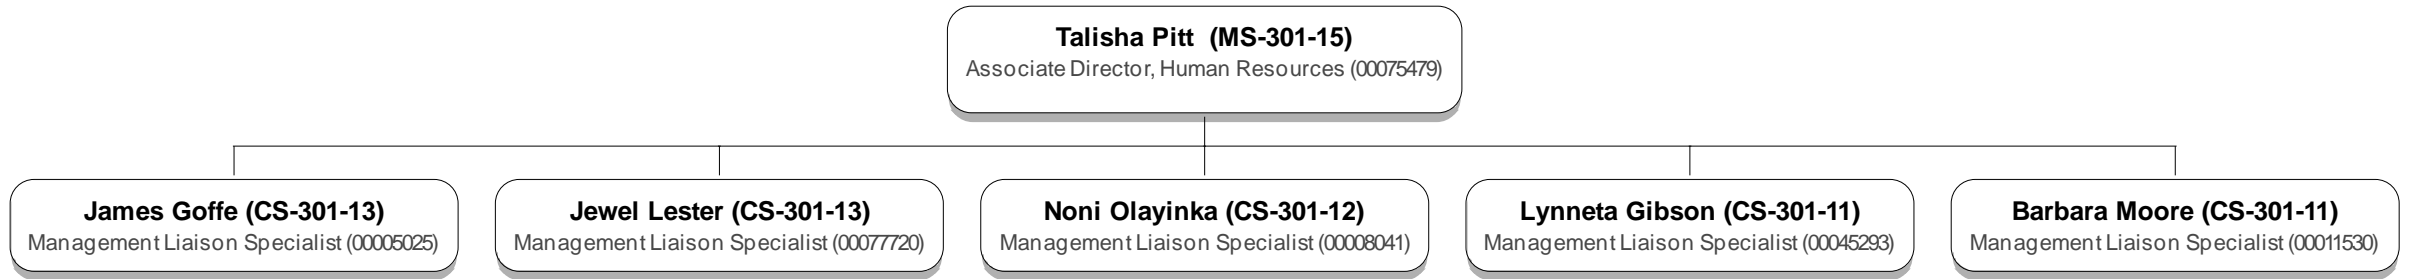 Talisha Pitt  (MS-301-15)
Associate Director, Human Resources (00075479)
James Goffe (CS-301-13)
Management Liaison Specialist (00005025)
Jewel Lester (CS-301-13)
Management Liaison Specialist (00077720)
Noni Olayinka (CS-301-12)
Management Liaison Specialist (00008041)
Lynneta Gibson (CS-301-11)
Management Liaison Specialist (00045293)
Barbara Moore (CS-301-11)
Management Liaison Specialist (00011530)